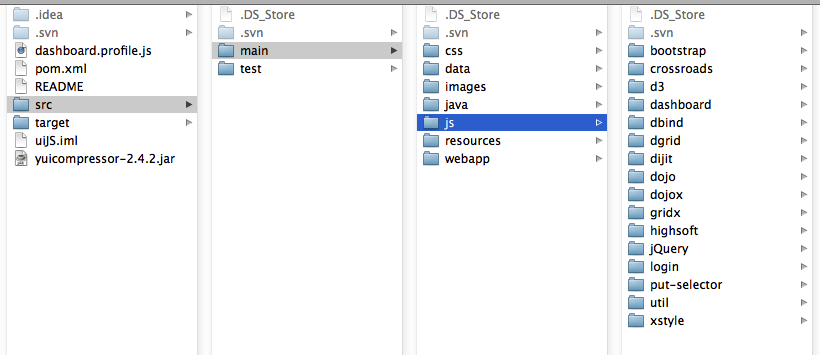 .idea
.svn
dashboard.profile.js
pom.xml
README
src
target
uiJS.iml
yuicompressor-2.4.2.jar
.DS_Store
.svn
main
test
.DS_Store
.svn
css
data
images
java
js
resources
webapp
.DS_Store
.svn
bootstrap
crossroads
d3
dashboard
dbind
dgrid
dijit
dojo
dojox
gridx
highsoft
jQuery
login
put-selector
util
xstyle